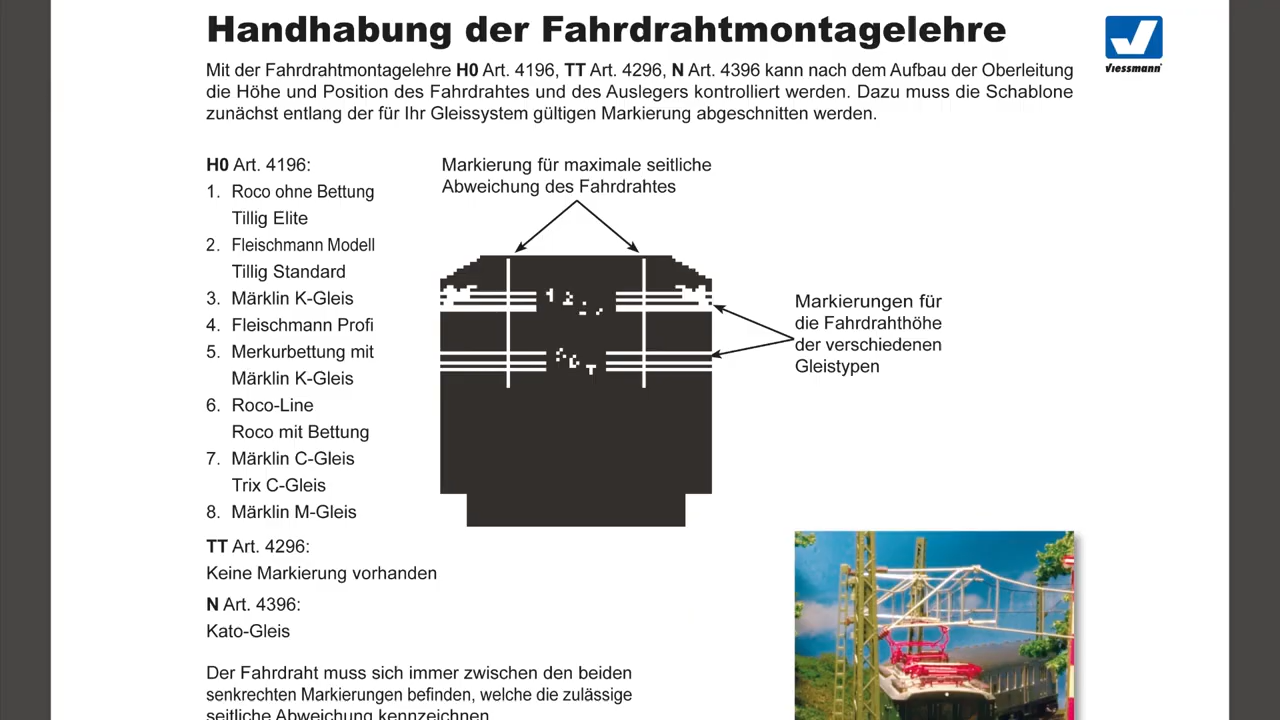 Handhabung der Fahrdrahtmontagelehre
Viessmann
Mit der Fahrdrahtmontagelehre H0 Art. 4196, TT Art. 4296, N Art. 4396 kann nach dem Aufbau der Oberleitung
die Höhe und Position des Fahrdrahtes und des Auslegers kontrolliert werden. Dazu muss die Schablone
zunächst entlang der für Ihr Gleissystem gültigen Markierung abgeschnitten werden.
H0 Art. 4196:
1. Roco ohne Bettung
Tillig Elite
2. Fleischmann Modell
Tillig Standard
3. Märklin K-Gleis
4. Fleischmann Profi
5. Merkurbettung mit
Märklin K-Gleis
6. Roco-Line
Roco mit Bettung
7. Märklin C-Gleis
Trix C-Gleis
8. Märklin M-Gleis
Markierung für maximale seitliche
Abweichung des Fahrdrahtes
Markierungen für
die Fahrdrahthöhe
der verschiedenen
Gleistypen
TT Art. 4296:
Keine Markierung vorhanden
N Art. 4396:
Kato-Gleis
Der Fahrdraht muss sich immer zwischen den beiden
senkrechten Markierungen befinden, welche die zulässige
seitliche Abweichung kennzeichnen